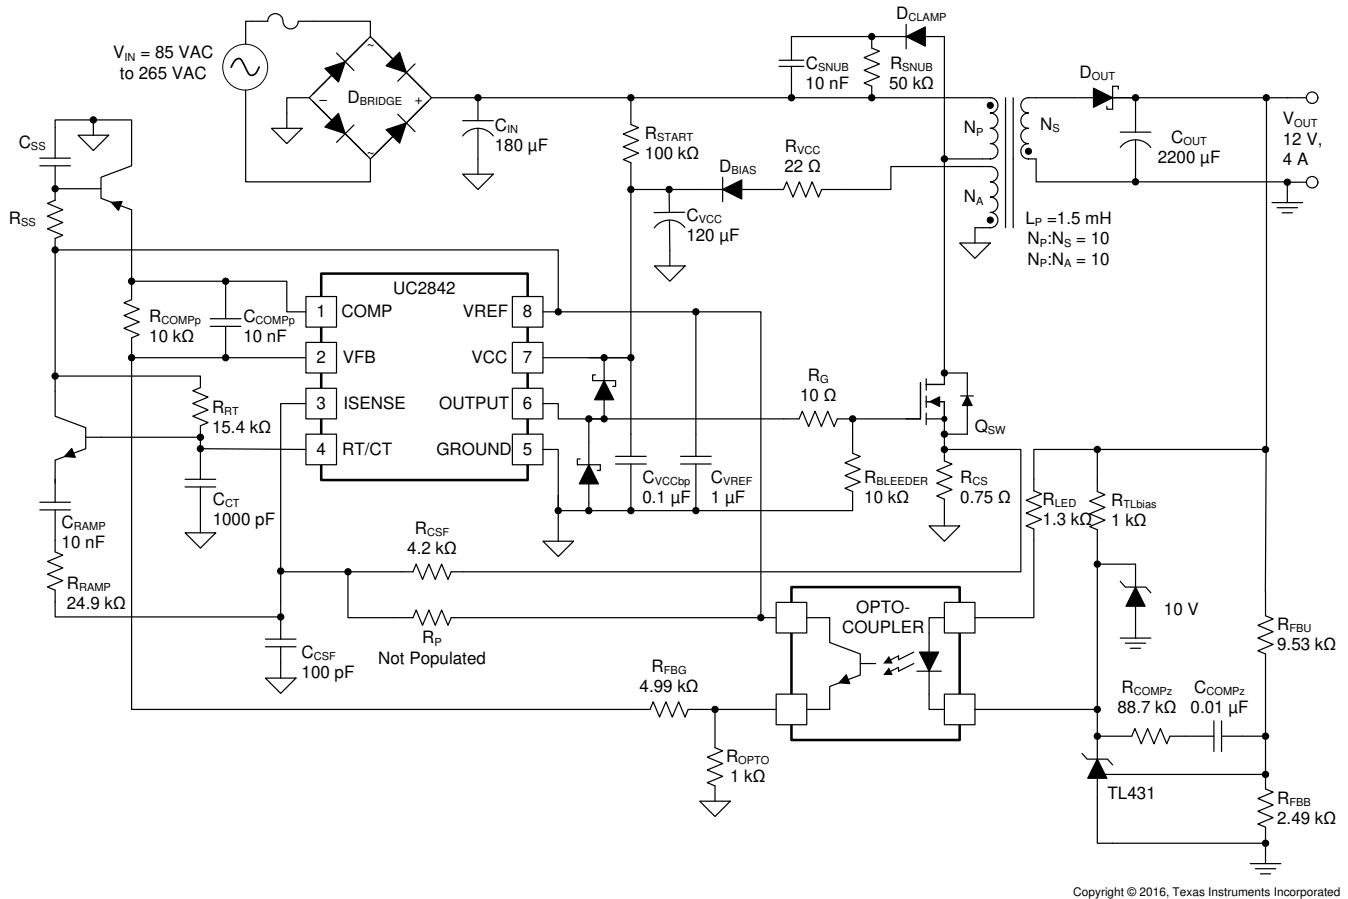 V_IN = 85 VAC
to 265 VAC
~
–
D_BRIDGE
+
~
C_IN
180 µF
D_CLAMP
C_SNUB
10 nF
R_SNUB
50 kΩ
D_OUT
N_P
N_S
C_OUT
2200 µF
V_OUT
12 V,
4 A
R_START
100 kΩ
R_VCC
22 Ω
D_BIAS
C_VCC
120 µF
N_A
L_P =1.5 mH
N_P:N_S = 10
N_P:N_A = 10
C_SS
R_SS
R_COMPp
10 kΩ
C_COMPp
10 nF
UC2842
1 COMP
VREF 8
2 VFB
VCC 7
3 ISENSE
OUTPUT 6
4 RT/CT
GROUND 5
R_RT
15.4 kΩ
C_CT
1000 pF
C_RAMP
10 nF
R_RAMP
24.9 kΩ
R_G
10 Ω
Q_SW
C_VCCbp
0.1 µF
C_VREF
1 µF
R_BLEEDER
10 kΩ
R_CS
0.75 Ω
R_LED
1.3 kΩ
R_TLbias
1 kΩ
R_CSF
4.2 kΩ
R_P
Not Populated
C_CSF
100 pF
OPTO-
COUPLER
10 V
R_FBU
9.53 kΩ
R_FBG
4.99 kΩ
R_OPTO
1 kΩ
R_COMPz
88.7 kΩ
C_COMPz
0.01 µF
TL431
R_FBB
2.49 kΩ
Copyright © 2016, Texas Instruments Incorporated